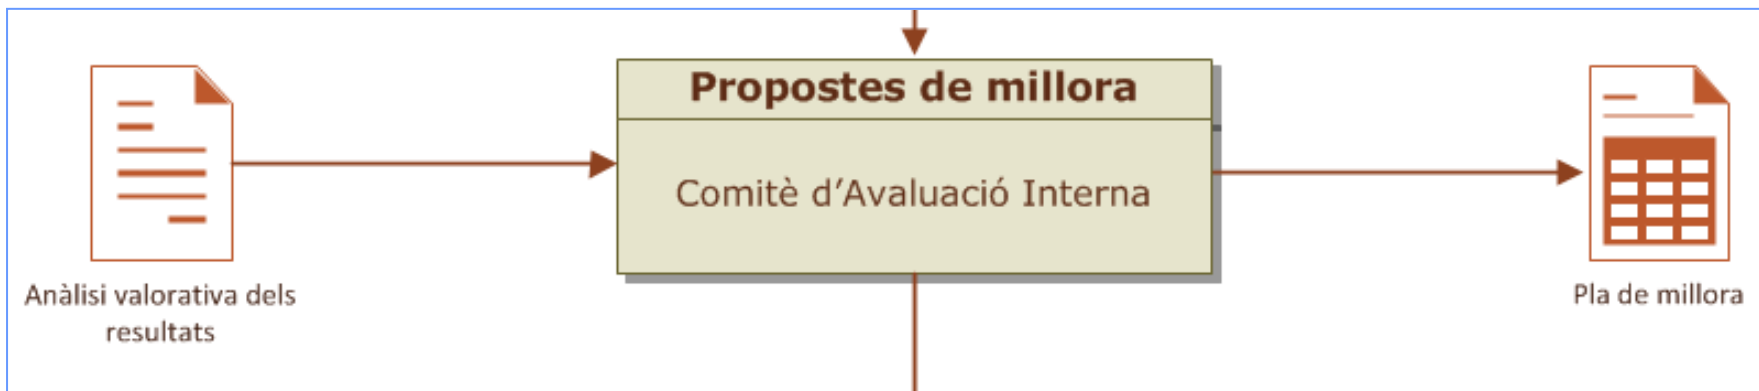 Propostes de millora
Comitè d’Avaluació Interna
Anàlisi valorativa dels
resultats
Pla de millora